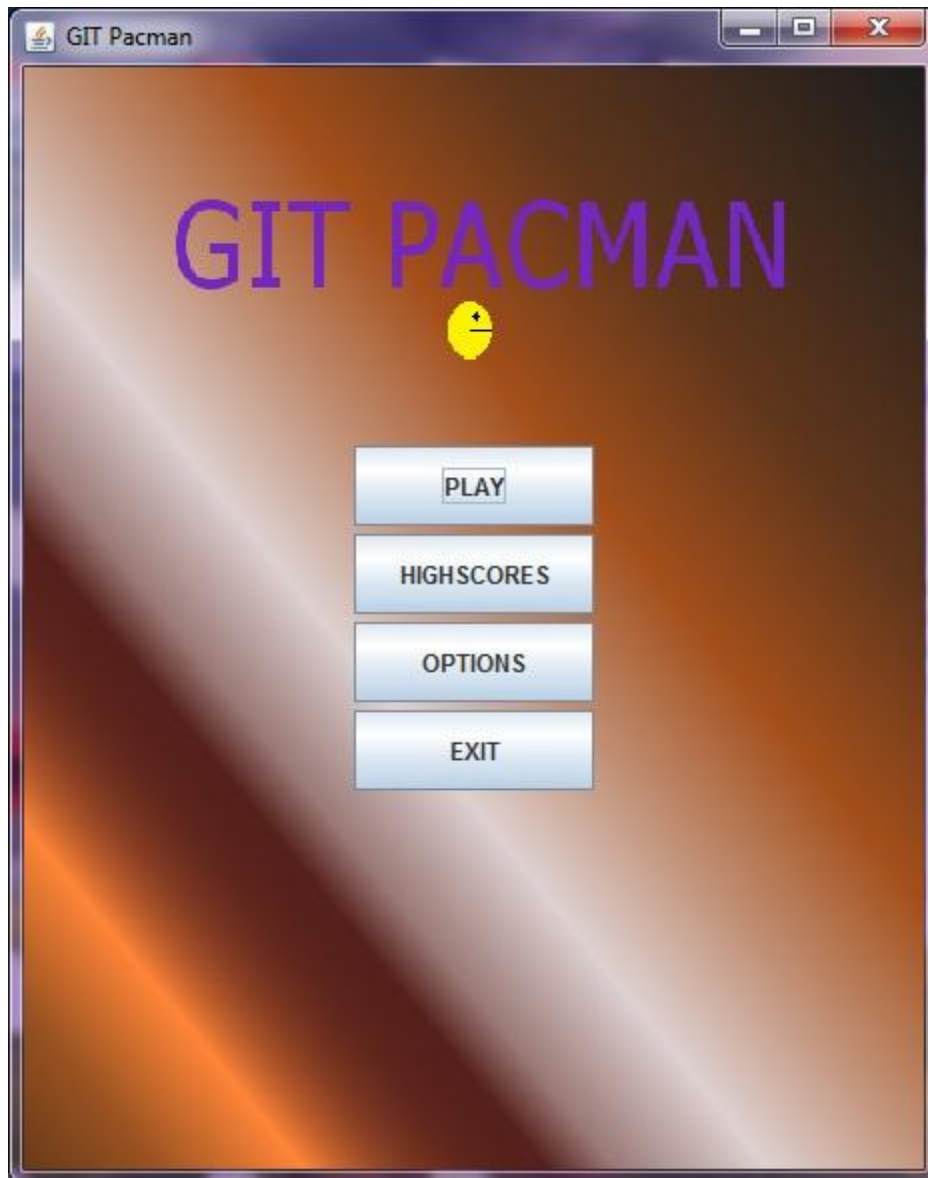 GIT Pacman
GIT PACMAN
PLAY
HIGHSCORES
OPTIONS
EXIT